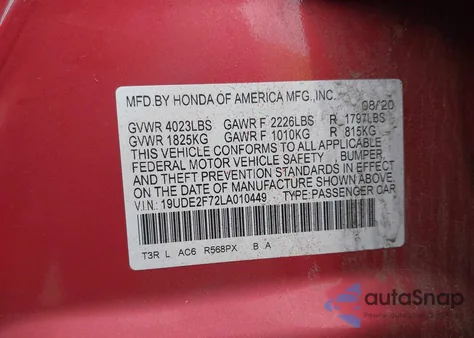 MFD.BY HONDA OF AMERICA MFG.,INC. 08/20
GVWR 4023LBS GAWR F 2226LBS R 1797LBS
GVWR 1825KG GAWR F 1010KG R 815KG
THIS VEHICLE CONFORMS TO ALL APPLICABLE
FEDERAL MOTOR VEHICLE SAFETY , BUMPER ,
AND THEFT PREVENTION STANDARDS IN EFFECT
ON THE DATE OF MANUFACTURE SHOWN ABOVE.
V.I.N: 19UDE2F72LA010449 TYPE:PASSENGER CAR
T3R L AC6 R568PX B A
autoSnap